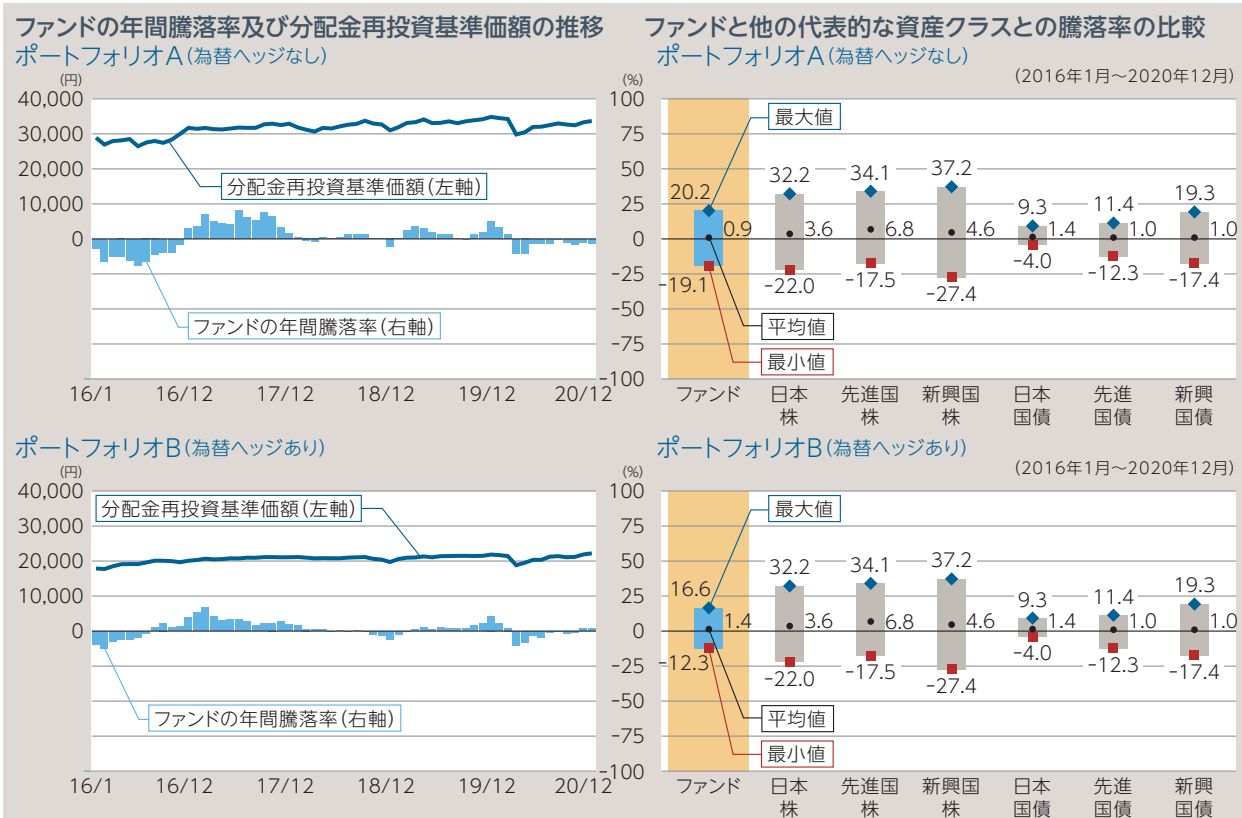 ファンドの年間騰落率及び分配金再投資基準価額の推移
ポートフォリオA(為替ヘッジなし)
(円)
40,000
30,000
20,000
10,000
0
分配金再投資基準価額(左軸)
ファンドの年間騰落率(右軸)
16/1 16/12 17/12 18/12 19/12 20/12
ファンドと他の代表的な資産クラスとの騰落率の比較
ポートフォリオA(為替ヘッジなし)
(2016年1月~2020年12月)
(%)
100
75
50
25
0
-25
-50
-75
-100
最大値
平均値
最小値
20.2 32.2 34.1 37.2 9.3 11.4 19.3
0.9 3.6 6.8 4.6 1.4 1.0 1.0
-19.1 -22.0 -17.5 -27.4 -4.0 -12.3 -17.4
ファンド 日本 先進国 新興国 日本 先進 新興
株 株 株 国債 国債 国債
ポートフォリオB(為替ヘッジあり)
(円)
40,000
30,000
20,000
10,000
0
分配金再投資基準価額(左軸)
ファンドの年間騰落率(右軸)
16/1 16/12 17/12 18/12 19/12 20/12
ポートフォリオB(為替ヘッジあり)
(2016年1月~2020年12月)
(%)
100
75
50
25
0
-25
-50
-75
-100
最大値
平均値
最小値
16.6 32.2 34.1 37.2 9.3 11.4 19.3
1.4 3.6 6.8 4.6 1.4 1.0 1.0
-12.3 -22.0 -17.5 -27.4 -4.0 -12.3 -17.4
ファンド 日本 先進国 新興国 日本 先進 新興
株 株 株 国債 国債 国債